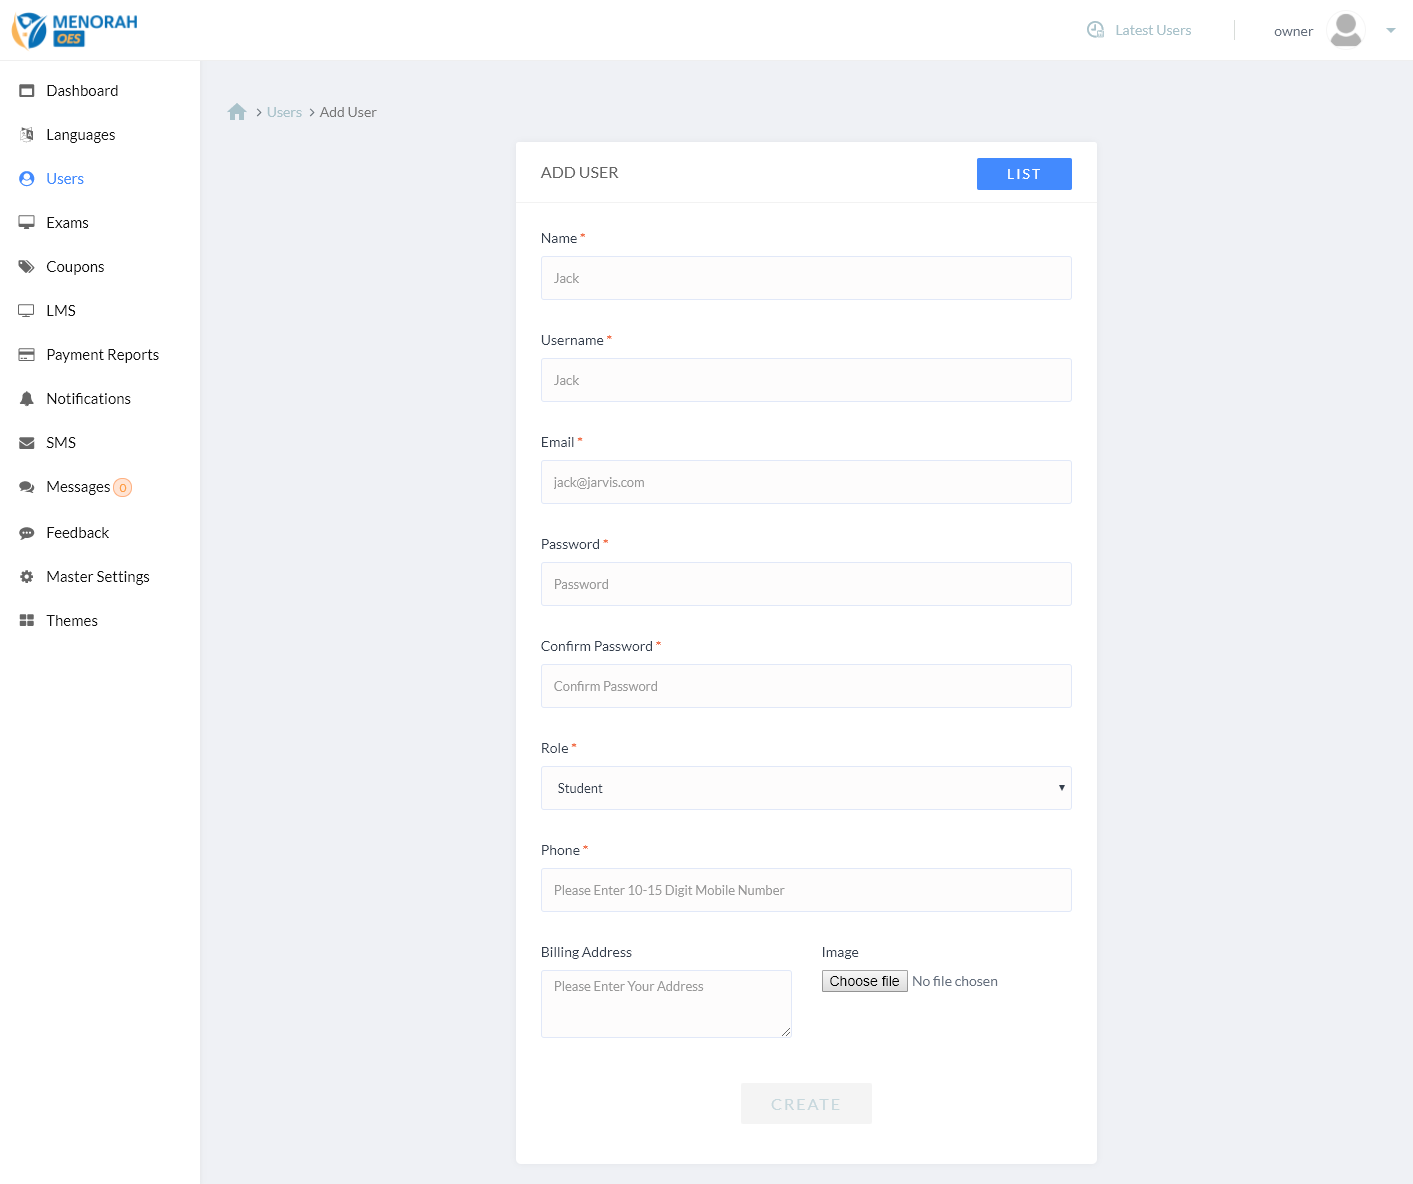 MENORAH
OES
Latest Users
owner
Dashboard
Languages
Users
Exams
Coupons
LMS
Payment Reports
Notifications
SMS
Messages 0
Feedback
Master Settings
Themes
> Users > Add User
ADD USER
LIST
Name *
Jack
Username *
Jack
Email *
jack@jarvis.com
Password *
Password
Confirm Password *
Confirm Password
Role *
Student
Phone *
Please Enter 10-15 Digit Mobile Number
Billing Address
Please Enter Your Address
Image
Choose file No file chosen
CREATE